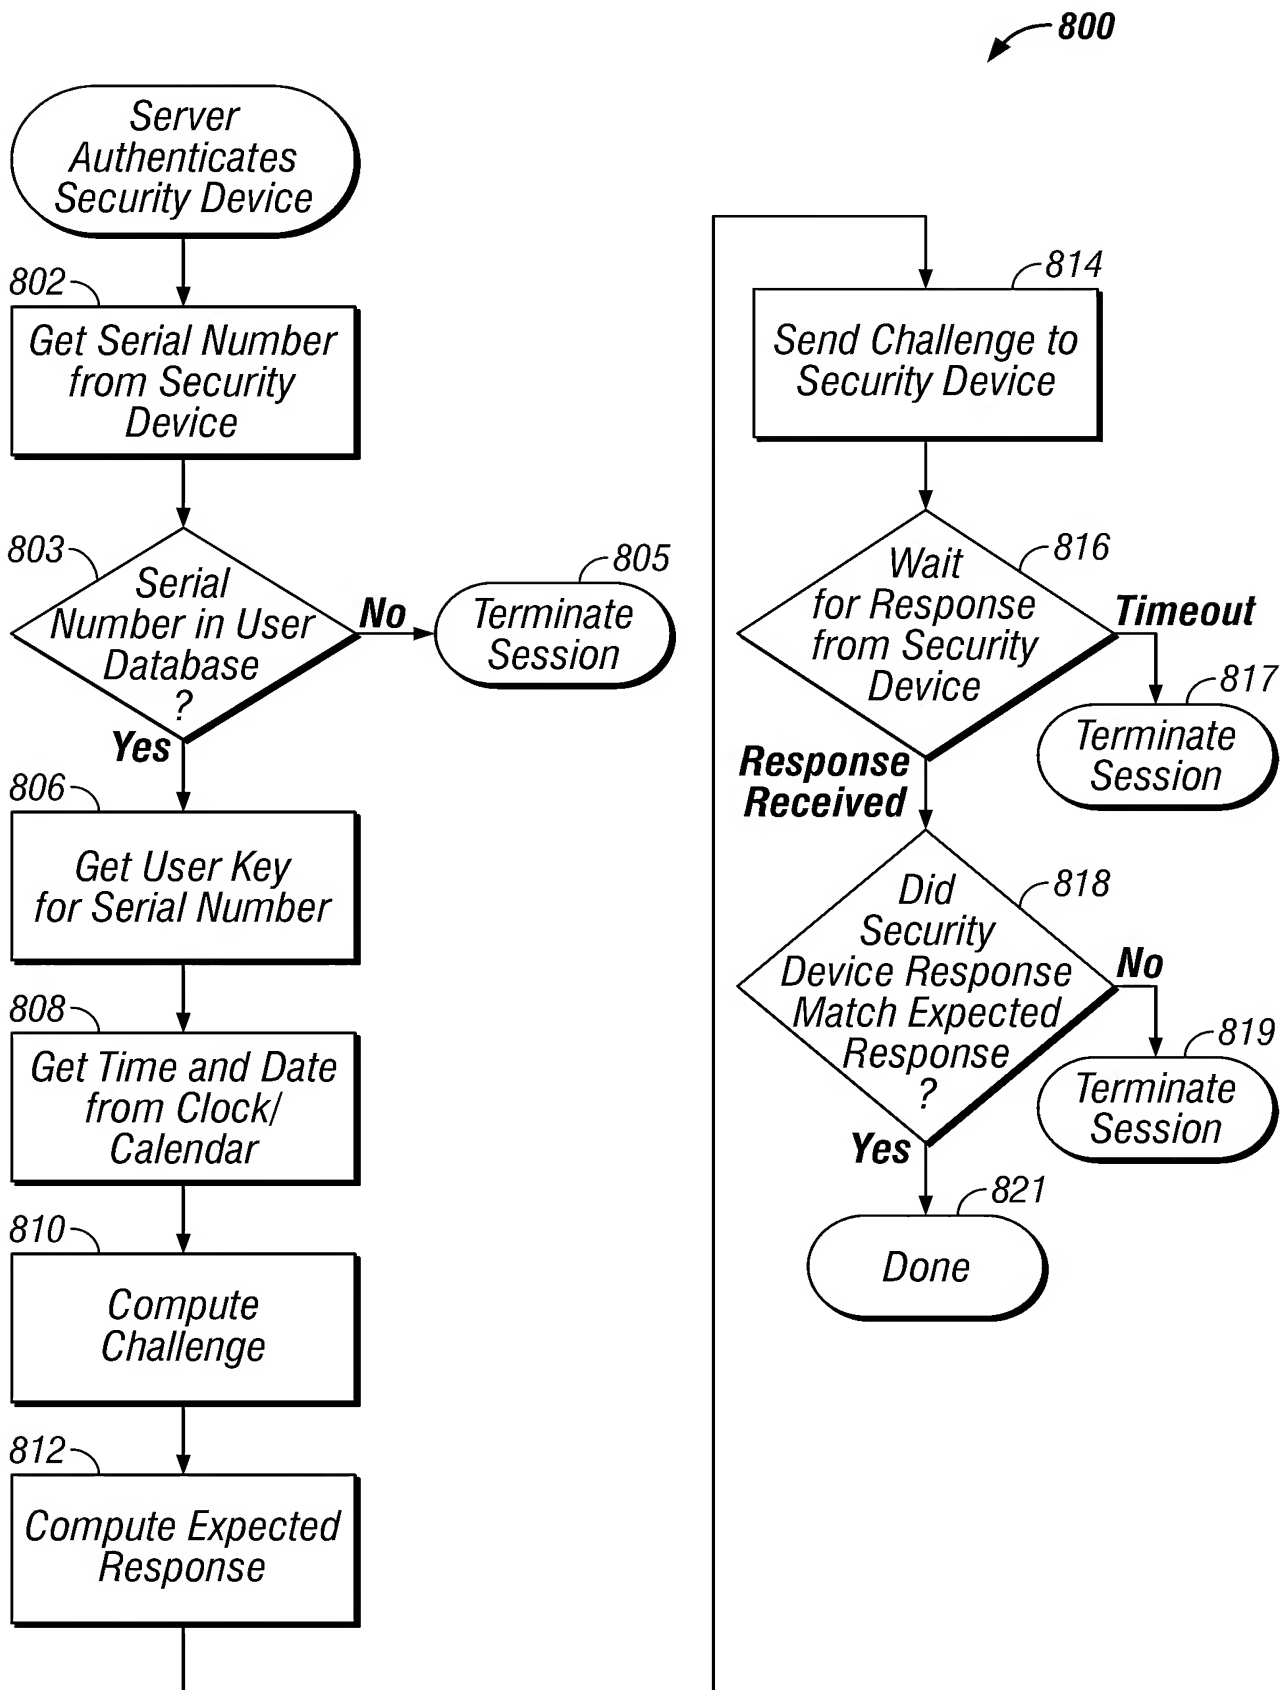 800
Server
Authenticates
Security Device
802
Get Serial Number
from Security
Device
803
Serial
Number in User
Database
?
No
805
Terminate
Session
Yes
806
Get User Key
for Serial Number
808
Get Time and Date
from Clock/
Calendar
810
Compute
Challenge
812
Compute Expected
Response
814
Send Challenge to
Security Device
816
Wait
for Response
from Security
Device
Timeout
817
Terminate
Session
Response
Received
818
Did
Security
Device Response
Match Expected
Response
?
No
819
Terminate
Session
Yes
821
Done